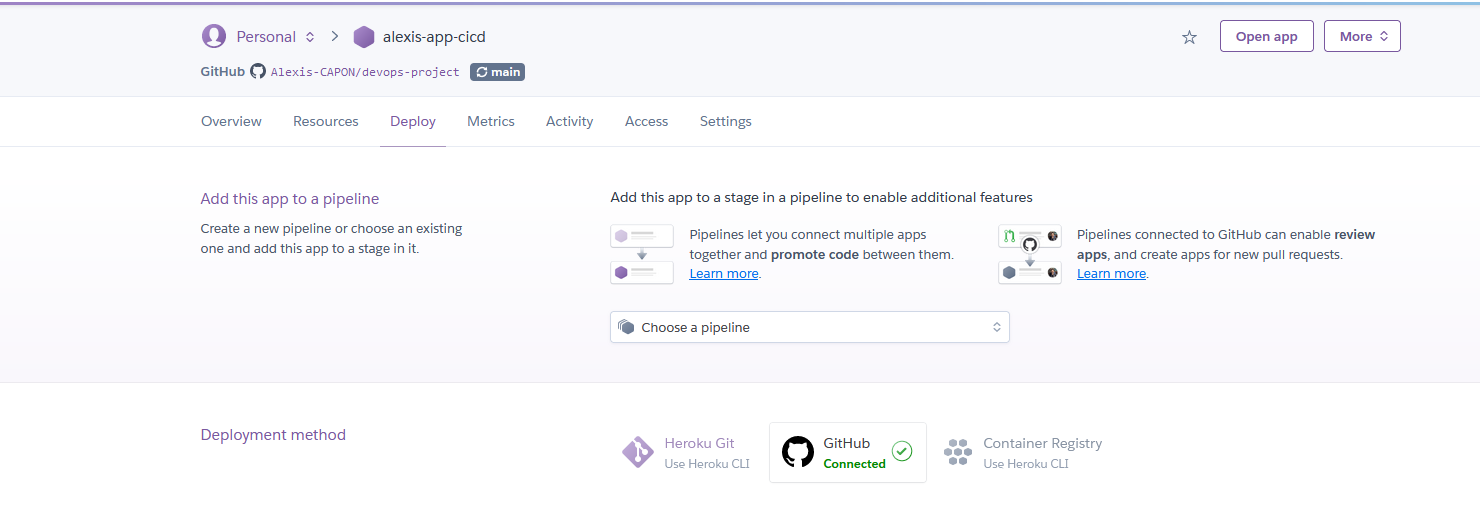 Personal alexis-app-cicd
Open app
More
GitHub Alexis-CAPON/devops-project main
Overview Resources Deploy Metrics Activity Access Settings
Add this app to a pipeline
Create a new pipeline or choose an existing
one and add this app to a stage in it.
Add this app to a stage in a pipeline to enable additional features
Pipelines let you connect multiple apps
together and promote code between them.
Learn more.
Pipelines connected to GitHub can enable review
apps, and create apps for new pull requests.
Learn more.
Choose a pipeline
Deployment method
Heroku Git
Use Heroku CLI
GitHub
Connected
Container Registry
Use Heroku CLI